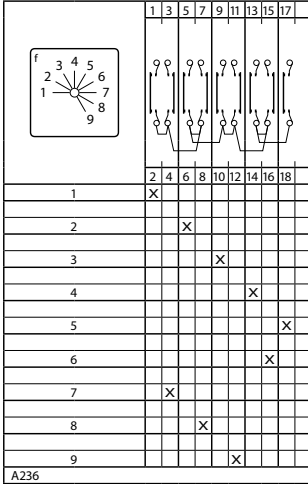 1 3 5 7 9 11 13 15 17
f
1 2 3 4 5 6 7 8 9
2 4 6 8 10 12 14 16 18
1 X
2 X
3 X
4 X
5 X
6 X
7 X
8 X
9 X
A236